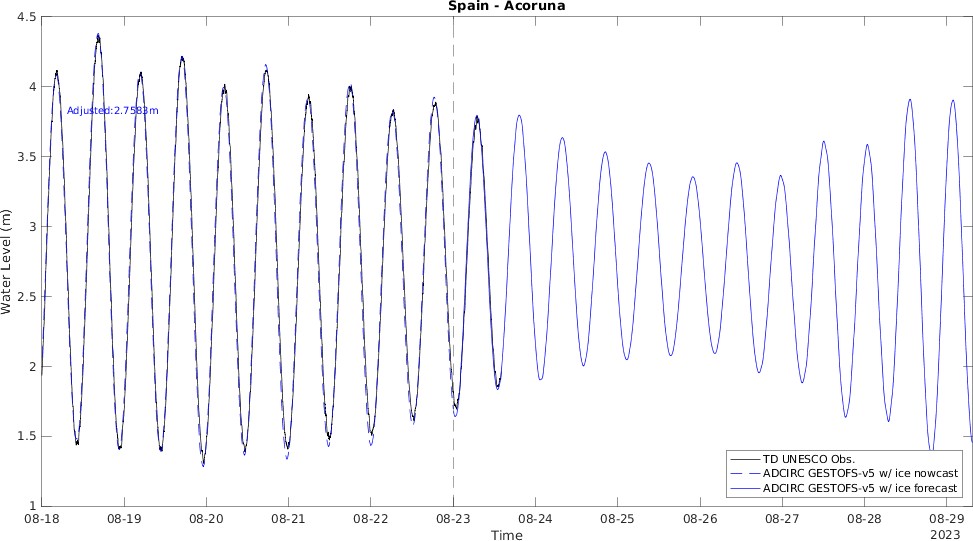 Spain - Acoruna
4.5
4
3.5
3
2.5
2
1.5
1
Water Level (m)
Adjusted:2.7583m
TD UNESCO Obs.
ADCIRC GESTOFS-v5 w/ ice nowcast
ADCIRC GESTOFS-v5 w/ ice forecast
08-18 08-19 08-20 08-21 08-22 08-23 08-24 08-25 08-26 08-27 08-28 08-29
2023
Time